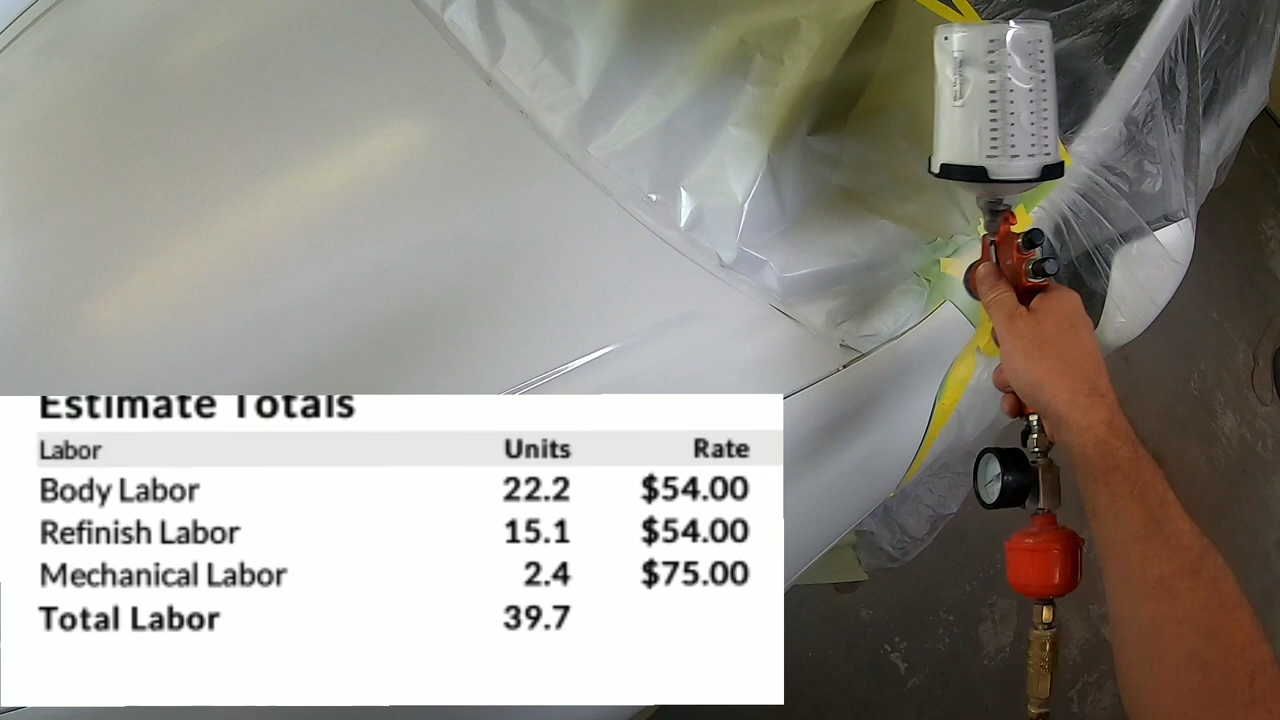 Estimate Totals
Labor Units Rate
Body Labor 22.2 $54.00
Refinish Labor 15.1 $54.00
Mechanical Labor 2.4 $75.00
Total Labor 39.7